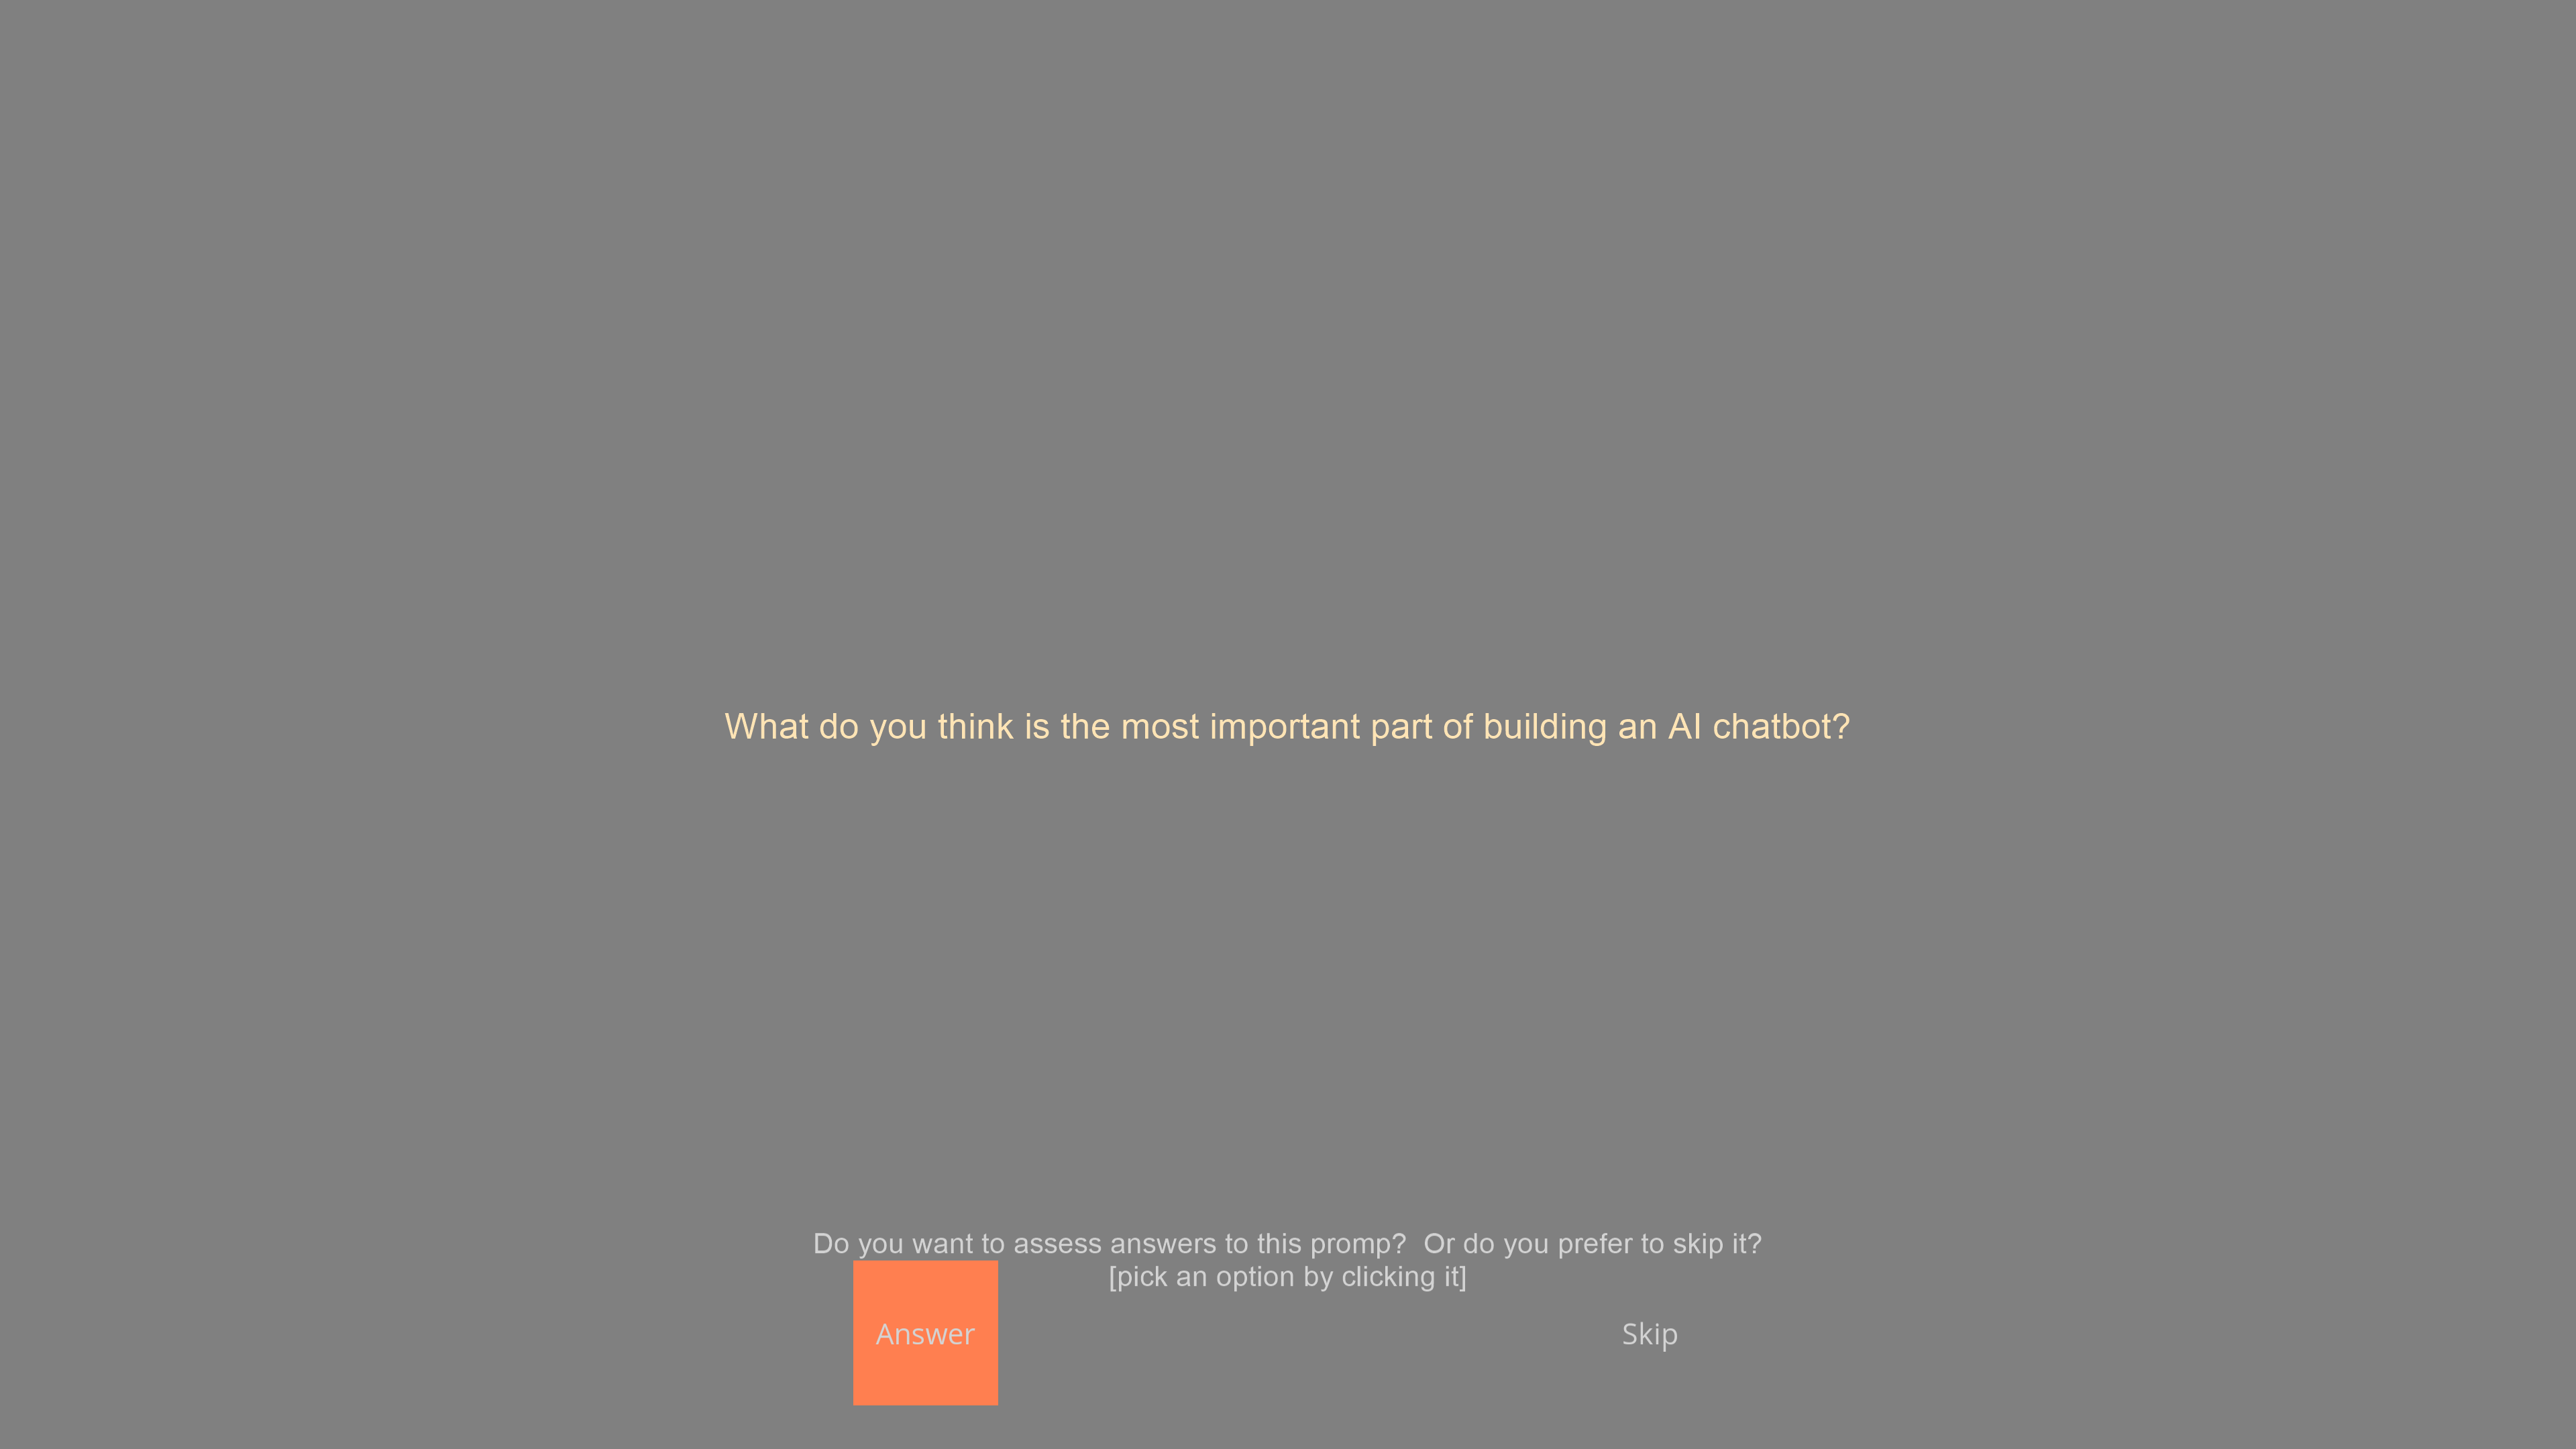 What do you think is the most important part of building an AI chatbot?
Do you want to assess answers to this promp?  Or do you prefer to skip it?
[pick an option by clicking it]
Answer
Skip